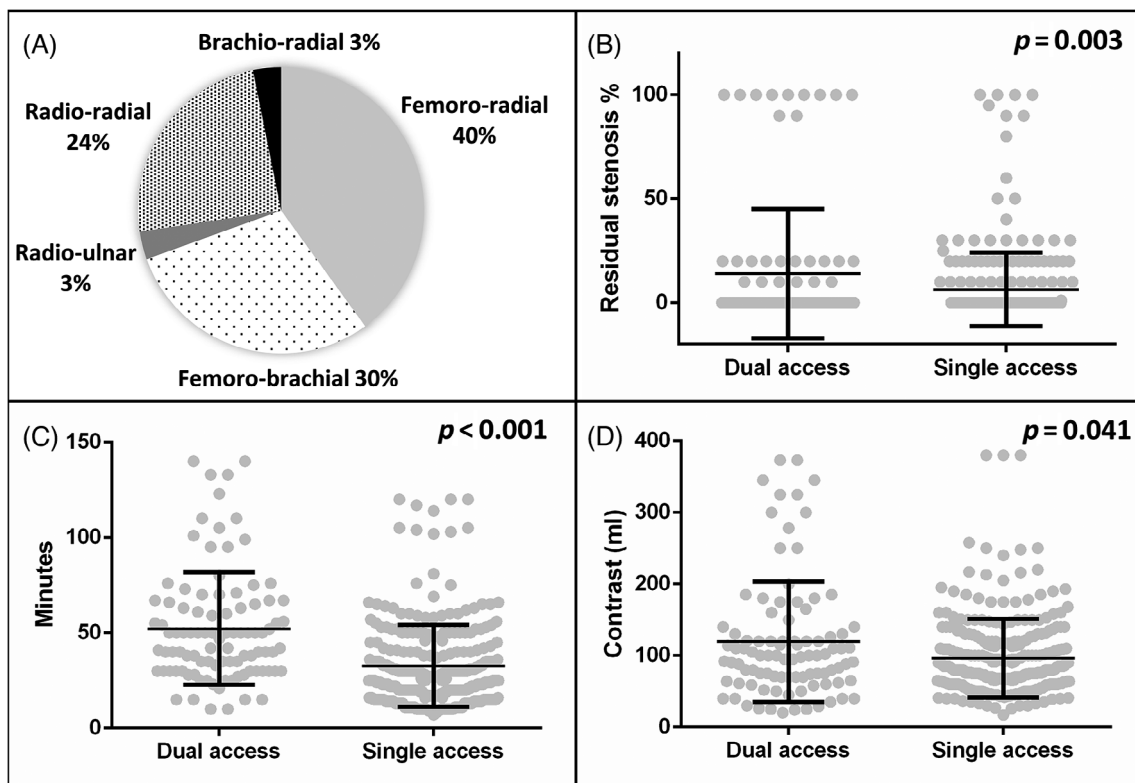 (A)
Brachio-radial 3%
Femoro-radial
40%
Radio-radial
24%
Radio-ulnar
3%
Femoro-brachial 30%
(B)
p = 0.003
Residual stenosis %
100
50
0
Dual access
Single access
(C)
p < 0.001
Minutes
150
100
50
0
Dual access
Single access
(D)
p = 0.041
Contrast (ml)
400
300
200
100
0
Dual access
Single access